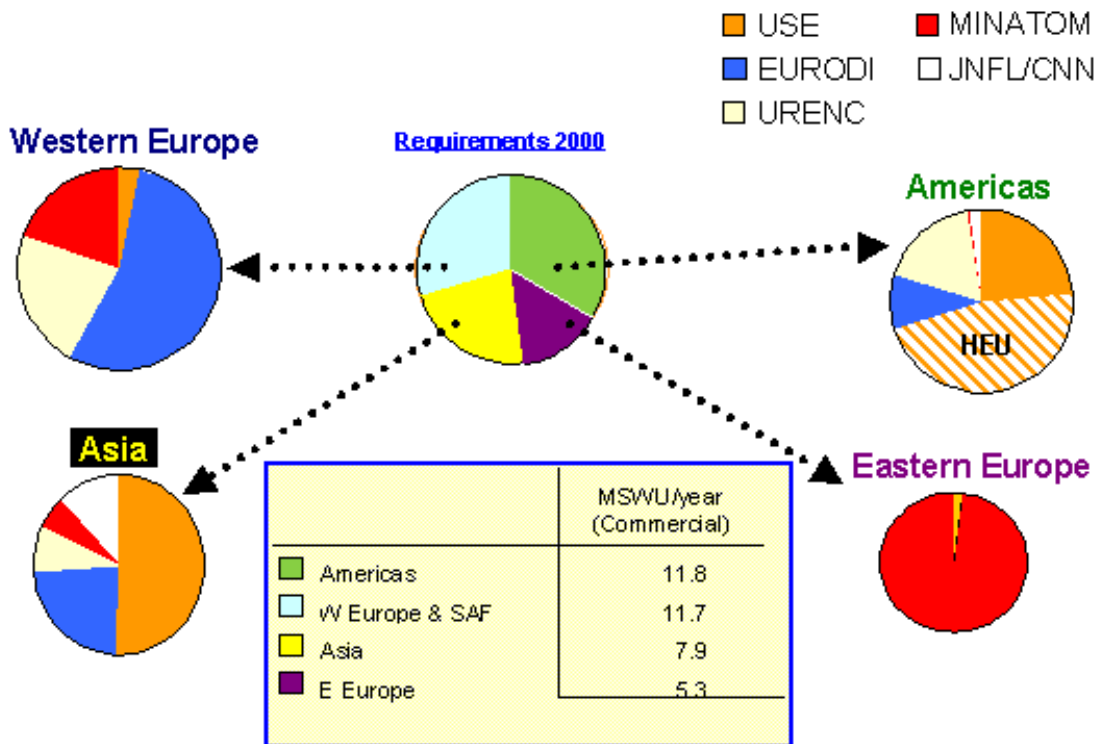 USE
MINATOM
EURODI
JNFL/CNN
URENC
Western Europe
Requirements 2000
Americas
HEU
Asia
Eastern Europe
MSWU/year
(Commercial)
Americas 11.8
W Europe & SAF 11.7
Asia 7.9
E Europe 5.3